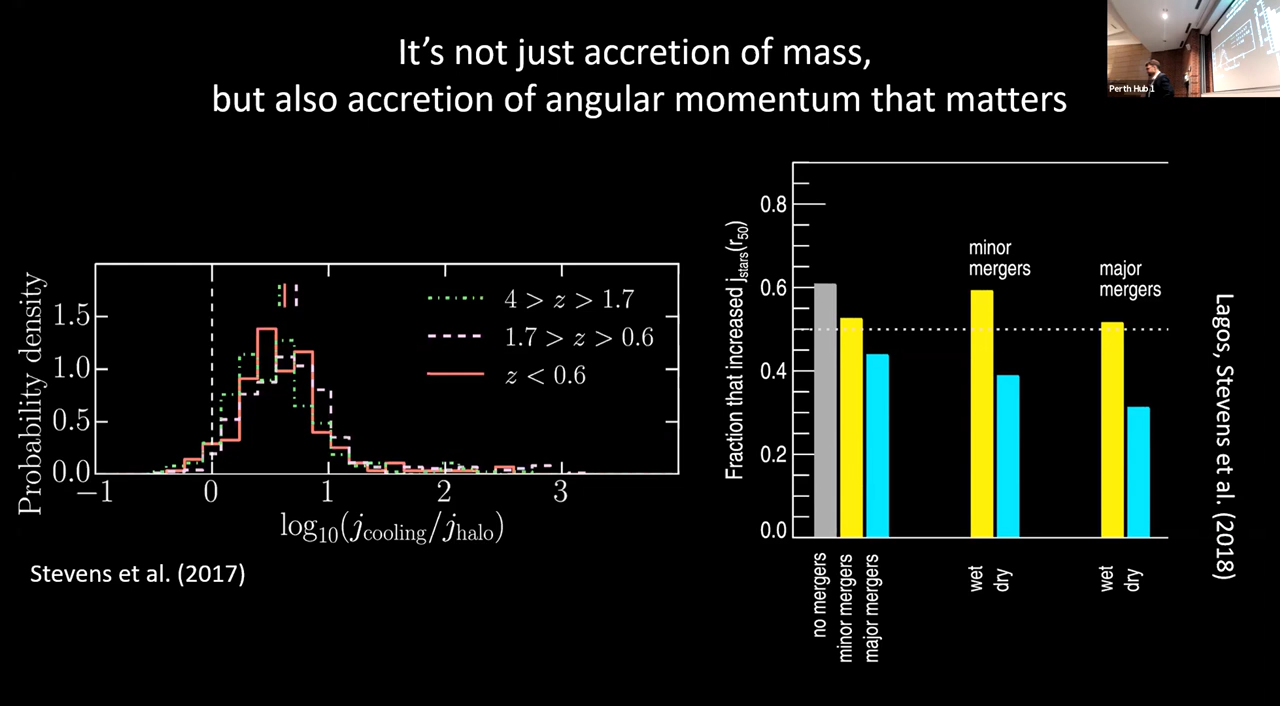 It's not just accretion of mass,
but also accretion of angular momentum that matters
Perth Hub 1
Probability density
1.5
1.0
0.5
0.0
−1
0
1
2
3
log₁₀(j_cooling/j_halo)
4 > z > 1.7
1.7 > z > 0.6
z < 0.6
Stevens et al. (2017)
Fraction that increased j_stars(r₅₀)
0.8
0.6
0.4
0.2
0.0
minor
mergers
major
mergers
no mergers
minor mergers
major mergers
wet
dry
wet
dry
Lagos, Stevens et al. (2018)